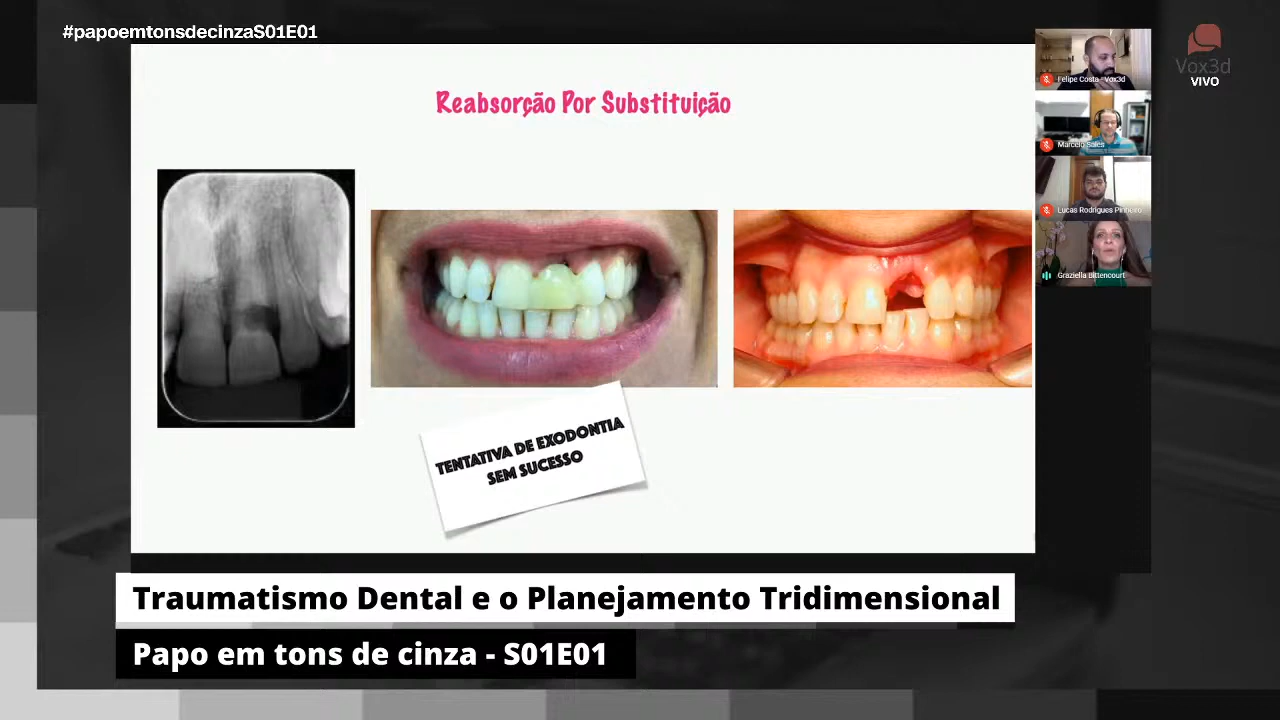 #papoemtonsdecinzaS01E01
Reabsorção Por Substituição
TENTATIVA DE EXODONTIA
SEM SUCESSO
Felipe Costa - Vox3d
Marcelo Sales
Lucas Rodrigues Pinheiro
Graziella Bittencourt
Vox3d
VIVO
Traumatismo Dental e o Planejamento Tridimensional
Papo em tons de cinza - S01E01